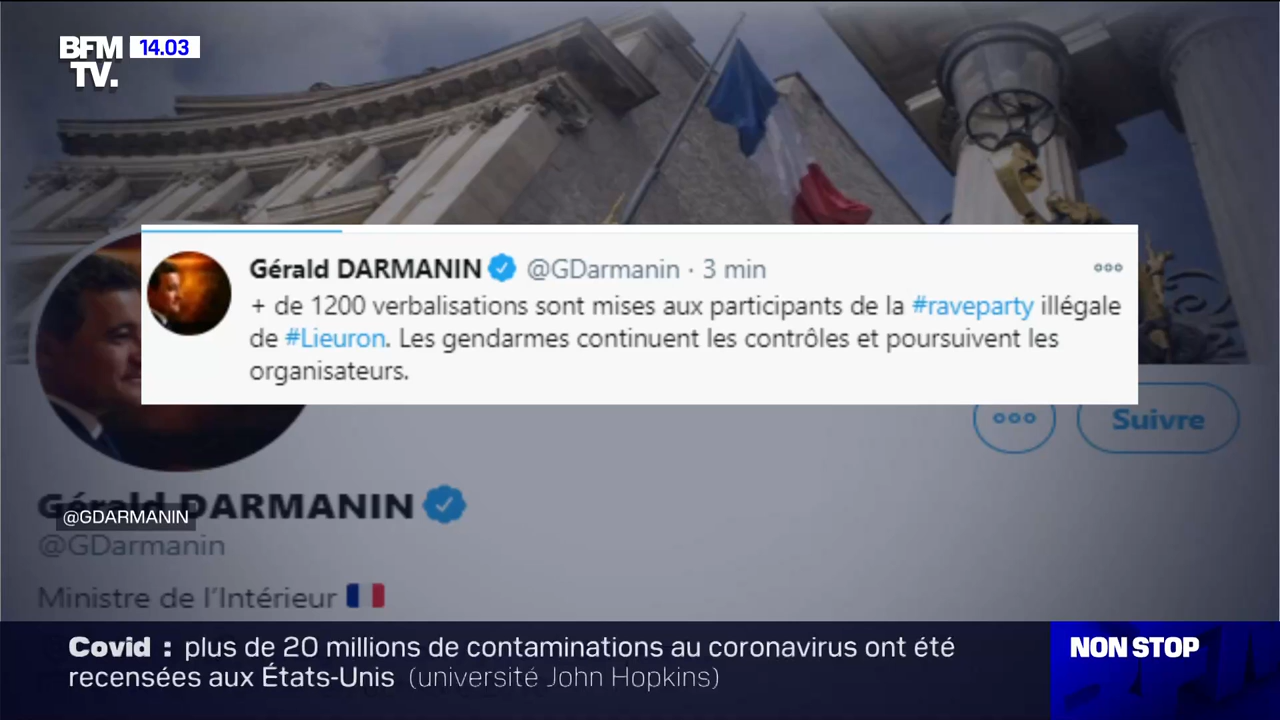 BFM
TV.
14.03
Gérald DARMANIN @GDarmanin · 3 min
+ de 1200 verbalisations sont mises aux participants de la #raveparty illégale
de #Lieuron. Les gendarmes continuent les contrôles et poursuivent les
organisateurs.
Suivre
Gérald DARMANIN
@GDARMANIN
@GDarmanin
Ministre de l'Intérieur
Covid : plus de 20 millions de contaminations au coronavirus ont été
recensées aux États-Unis (université John Hopkins)
NON STOP